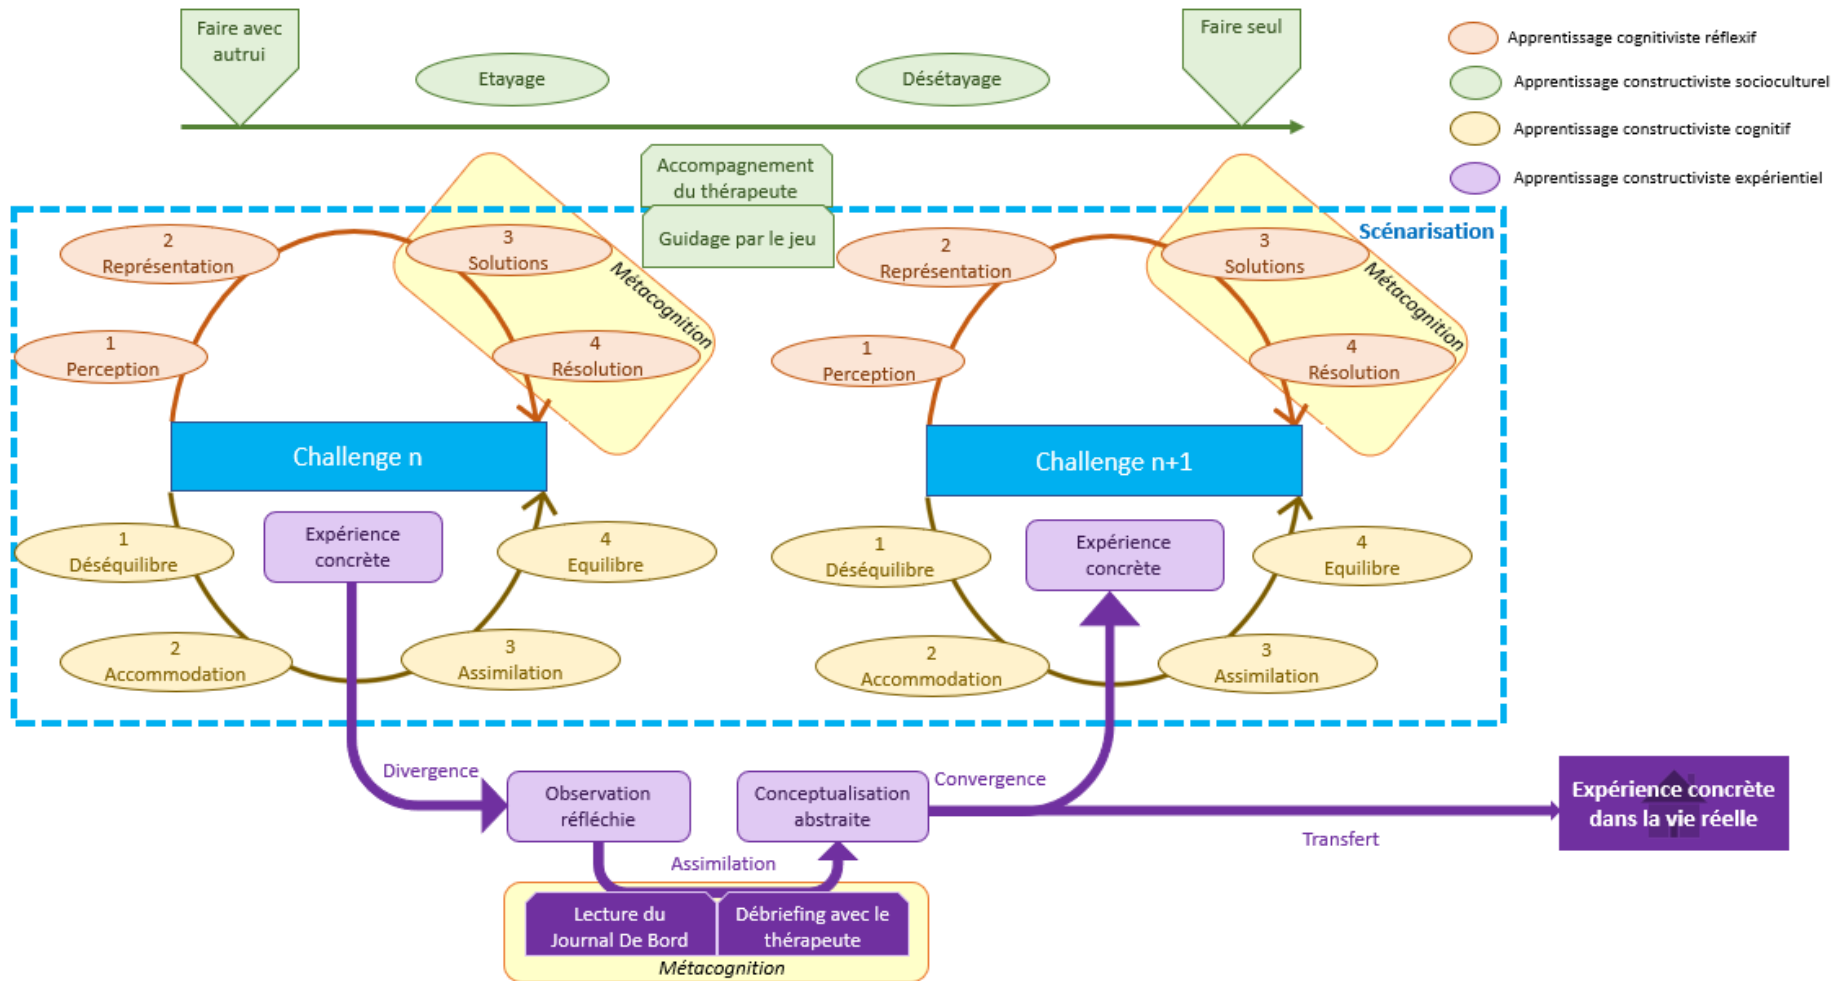 Faire avec
autrui
Etayage
Désétayage
Faire seul
Apprentissage cognitiviste réflexif
Apprentissage constructiviste socioculturel
Apprentissage constructiviste cognitif
Apprentissage constructiviste expérientiel
Accompagnement
du thérapeute
Guidage par le jeu
Scénarisation
2
Représentation
3
Solutions
Métacognition
1
Perception
4
Résolution
Challenge n
1
Déséquilibre
Expérience
concrète
4
Equilibre
2
Accommodation
3
Assimilation
2
Représentation
3
Solutions
Métacognition
1
Perception
4
Résolution
Challenge n+1
1
Déséquilibre
Expérience
concrète
4
Equilibre
2
Accommodation
3
Assimilation
Divergence
Observation
réfléchie
Conceptualisation
abstraite
Convergence
Assimilation
Transfert
Expérience concrète
dans la vie réelle
Lecture du
Journal De Bord
Débriefing avec le
thérapeute
Métacognition